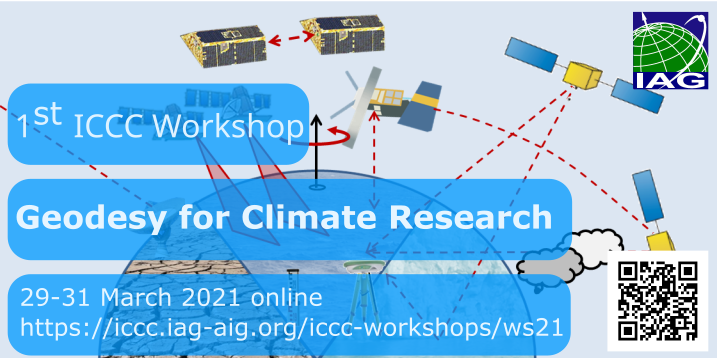 1st ICCC Workshop
IAG
Geodesy for Climate Research
29-31 March 2021 online
https://iccc.iag-aig.org/iccc-workshops/ws21